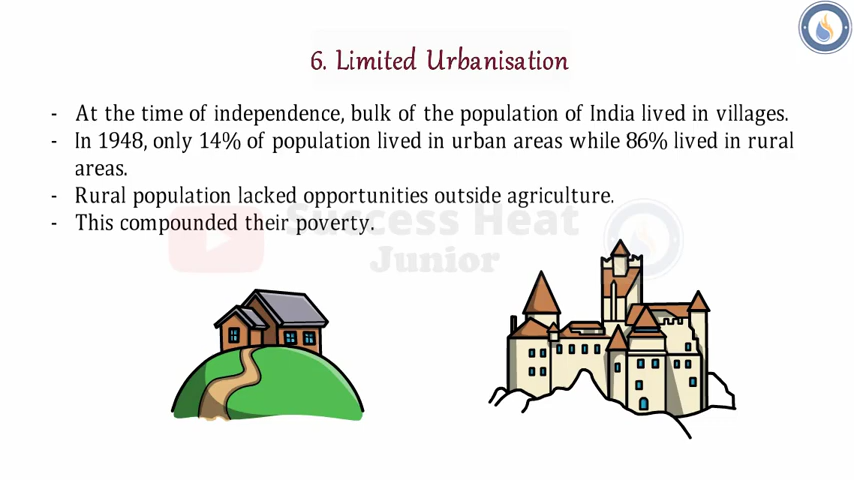 6. Limited Urbanisation
- At the time of independence, bulk of the population of India lived in villages.
- In 1948, only 14% of population lived in urban areas while 86% lived in rural
areas.
- Rural population lacked opportunities outside agriculture.
- This compounded their poverty.
Success Heat
Junior